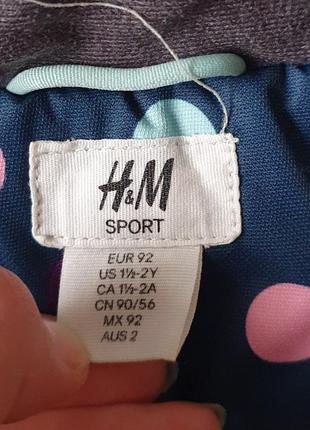 H&M
SPORT
EUR 92
US 1½-2Y
CA 1½-2A
CN 90/56
MX 92
AUS 2